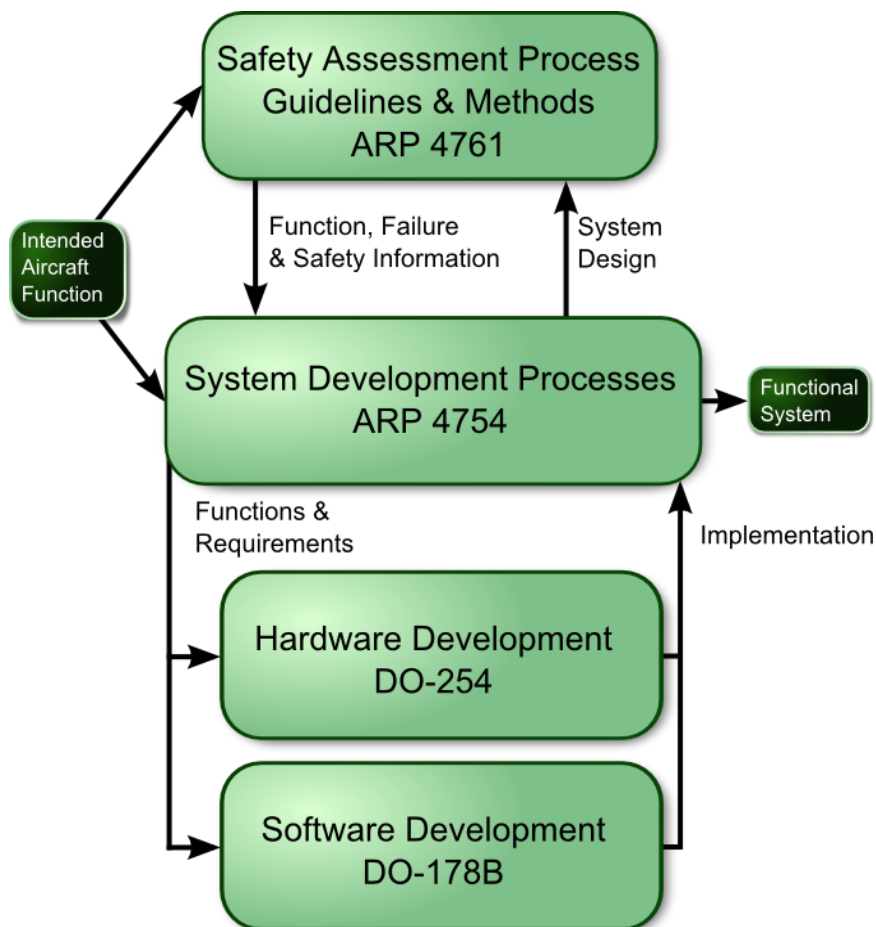 Safety Assessment Process
Guidelines & Methods
ARP 4761
Intended
Aircraft
Function
Function, Failure
& Safety Information
System
Design
System Development Processes
ARP 4754
Functional
System
Functions &
Requirements
Implementation
Hardware Development
DO-254
Software Development
DO-178B